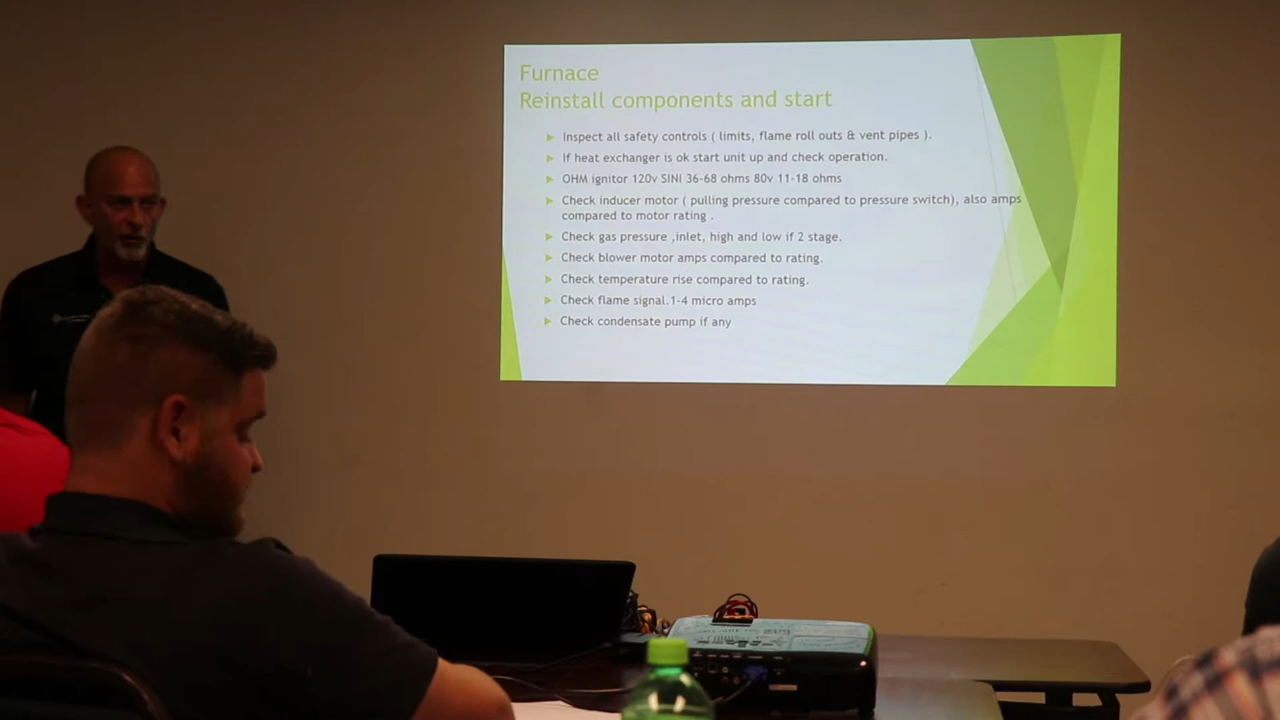 Furnace
Reinstall components and start
Inspect all safety controls ( limits, flame roll outs & vent pipes ).
If heat exchanger is ok start unit up and check operation.
OHM ignitor 120v SINI 36-68 ohms 80v 11-18 ohms
Check inducer motor ( pulling pressure compared to pressure switch), also amps
compared to motor rating .
Check gas pressure ,inlet, high and low if 2 stage.
Check blower motor amps compared to rating.
Check temperature rise compared to rating.
Check flame signal.1-4 micro amps
Check condensate pump if any